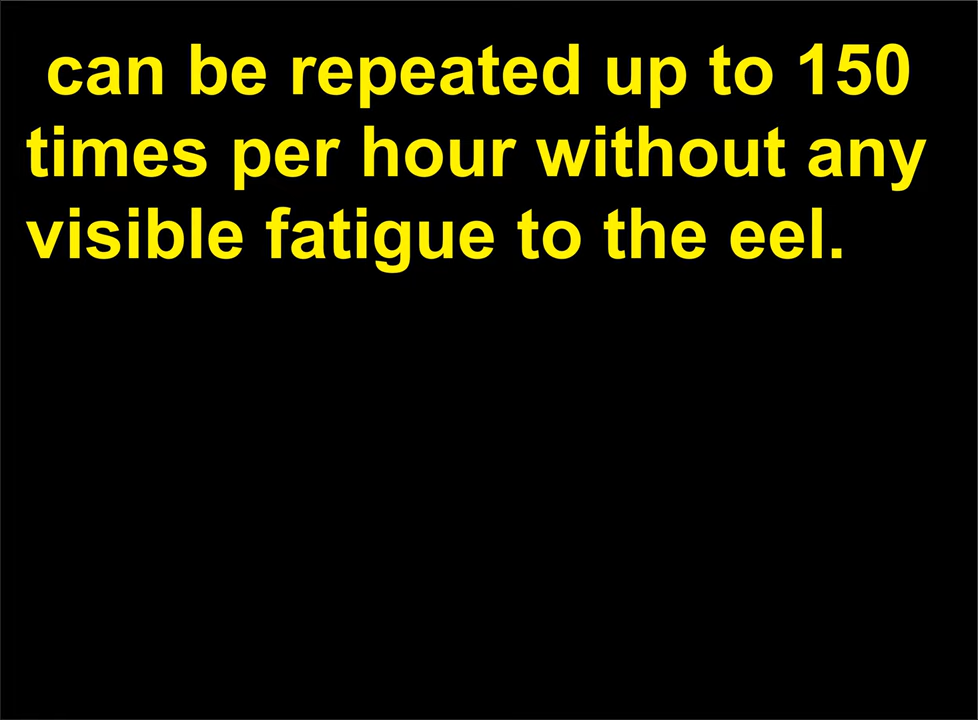 can be repeated up to 150
times per hour without any
visible fatigue to the eel.